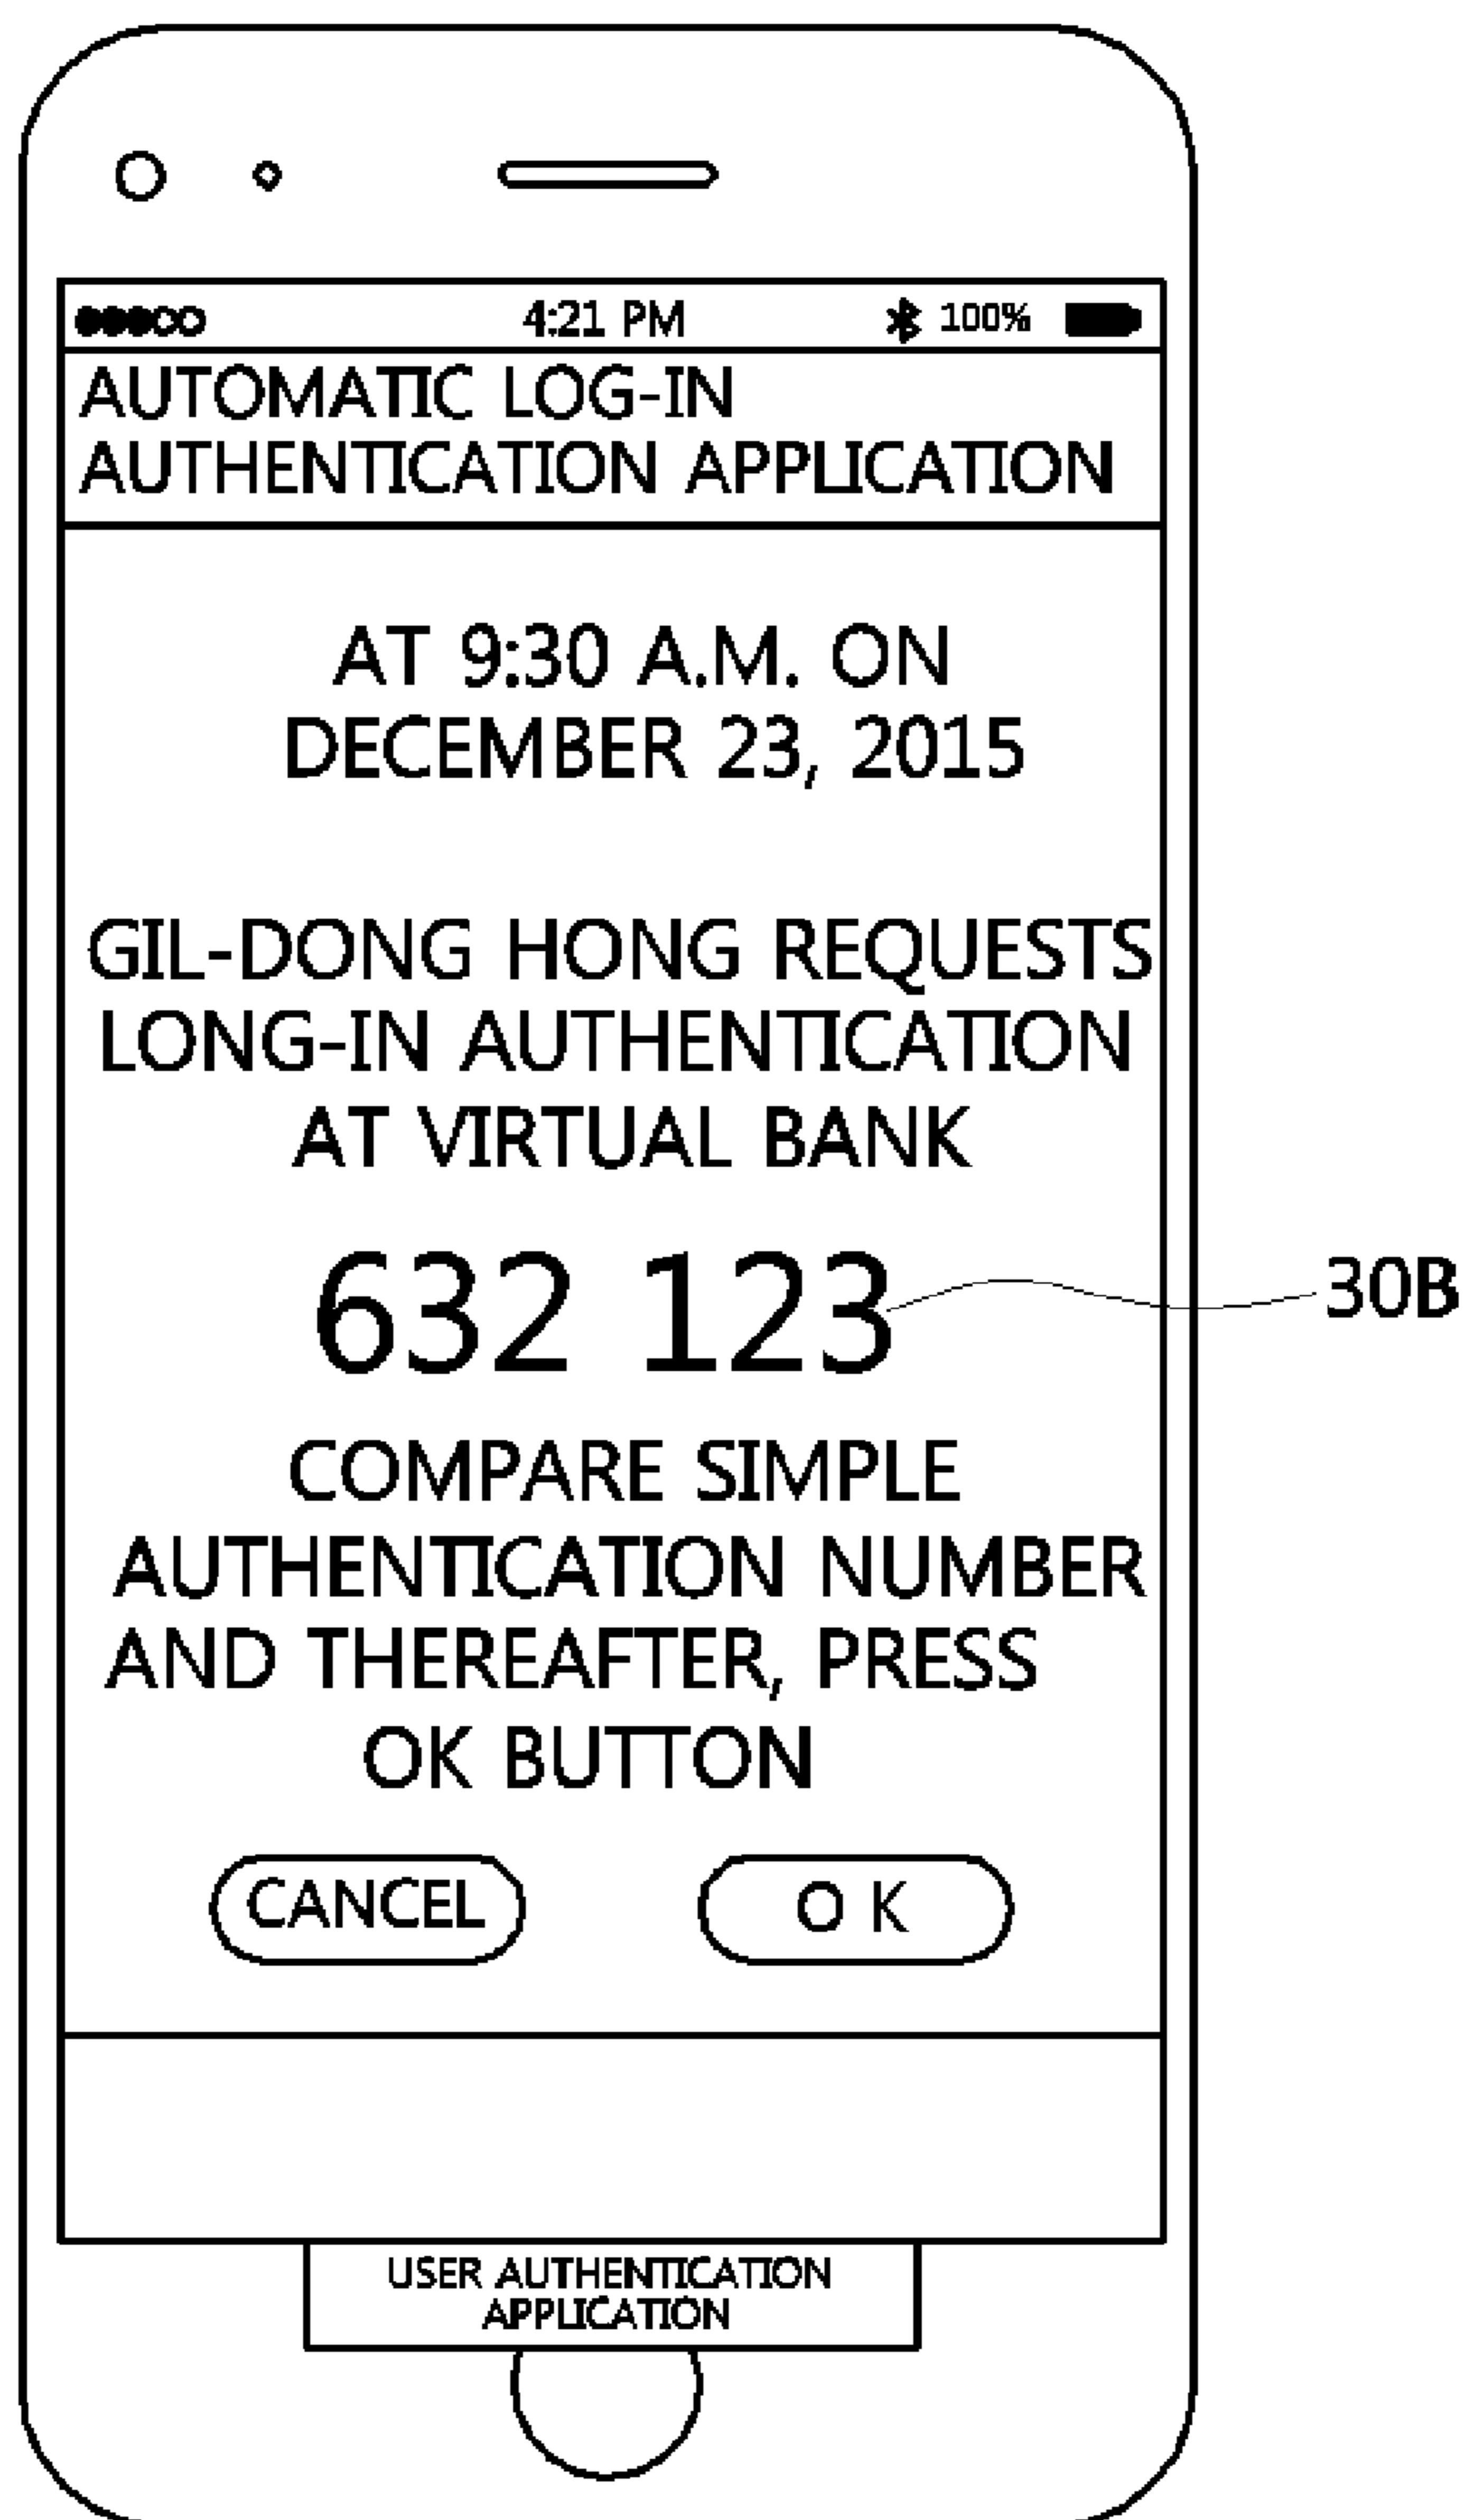 4:21 PM 100%
AUTOMATIC LOG-IN
AUTHENTICATION APPLICATION
AT 9:30 A.M. ON
DECEMBER 23, 2015
GIL-DONG HONG REQUESTS
LONG-IN AUTHENTICATION
AT VIRTUAL BANK
632 123
30B
COMPARE SIMPLE
AUTHENTICATION NUMBER
AND THEREAFTER, PRESS
OK BUTTON
CANCEL OK
USER AUTHENTICATION
APPLICATION